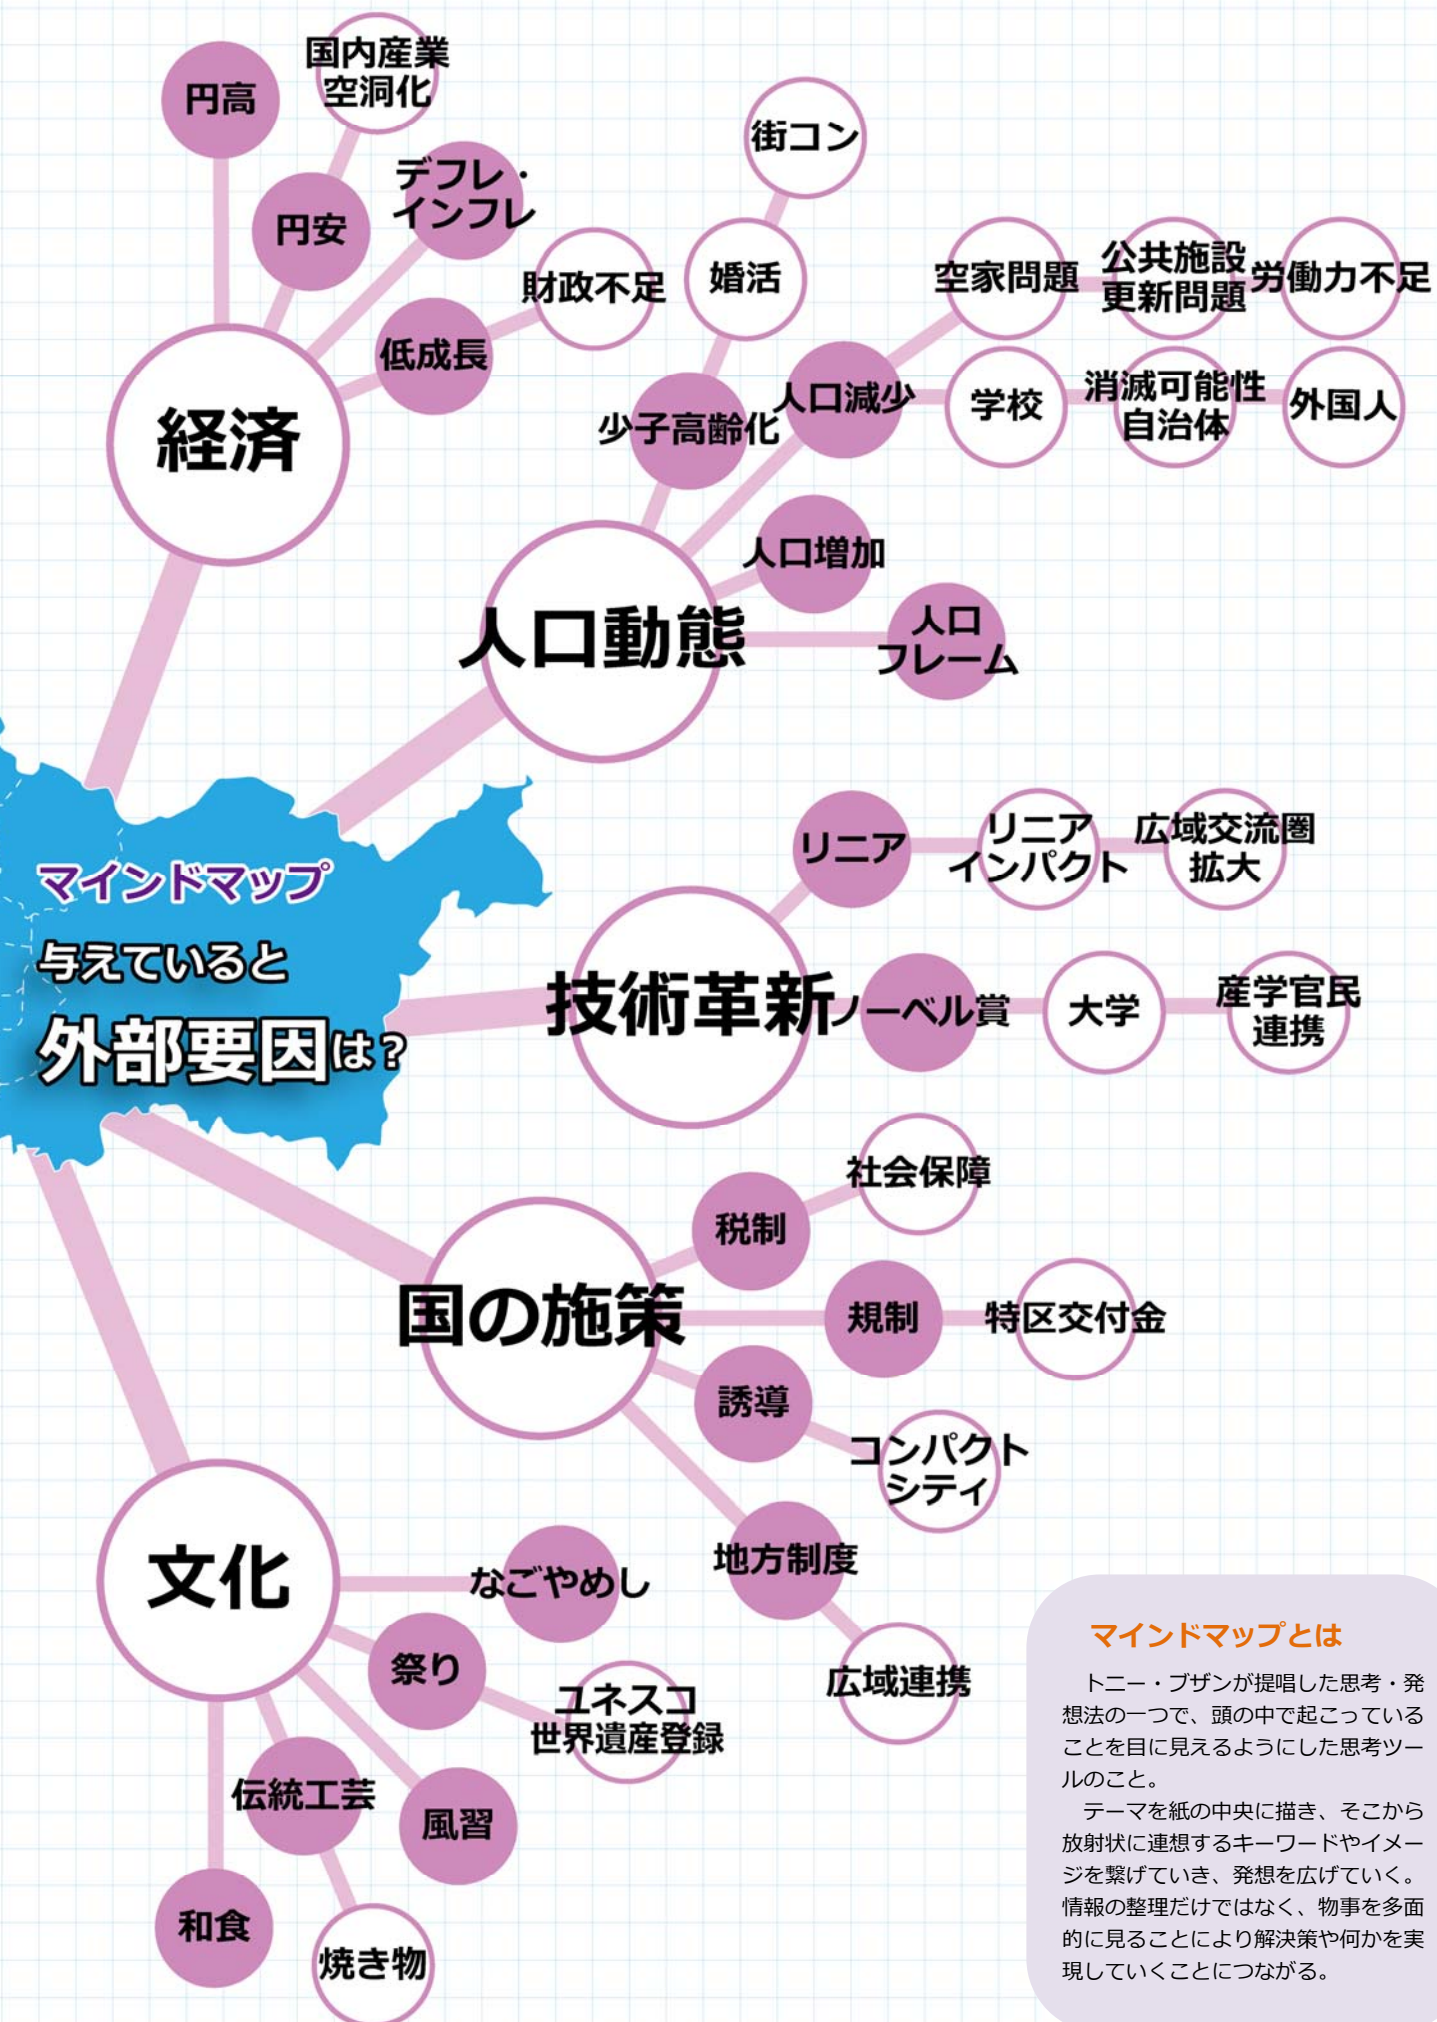 円高
国内産業
空洞化
円安
デフレ・
インフレ
低成長
財政不足
経済
街コン
婚活
少子高齢化
人口減少
空家問題
公共施設
更新問題
労働力不足
学校
消滅可能性
自治体
外国人
人口増加
人口
フレーム
人口動態
マインドマップ
与えていると
外部要因は？
リニア
リニア
インパクト
広域交流圏
拡大
技術革新
ノーベル賞
大学
産学官民
連携
国の施策
税制
社会保障
規制
特区交付金
誘導
コンパクト
シティ
地方制度
広域連携
文化
なごやめし
祭り
ユネスコ
世界遺産登録
風習
伝統工芸
焼き物
和食
マインドマップとは
　トニー・ブザンが提唱した思考・発
想法の一つで、頭の中で起こっている
ことを目に見えるようにした思考ツー
ルのこと。
　テーマを紙の中央に描き、そこから
放射状に連想するキーワードやイメー
ジを繋げていき、発想を広げていく。
情報の整理だけではなく、物事を多面
的に見ることにより解決策や何かを実
現していくことにつながる。